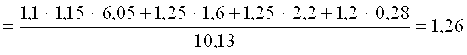 = \frac{1,1 · 1,15 · 6,05 + 1,25 · 1,6 + 1,25 · 2,2 + 1,2 · 0,28}{10,13} = 1,26